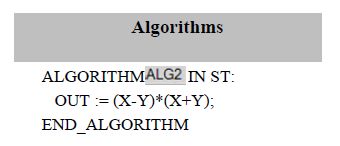 Algorithms
ALGORITHM ALG2 IN ST:
OUT := (X-Y)*(X+Y);
END_ALGORITHM